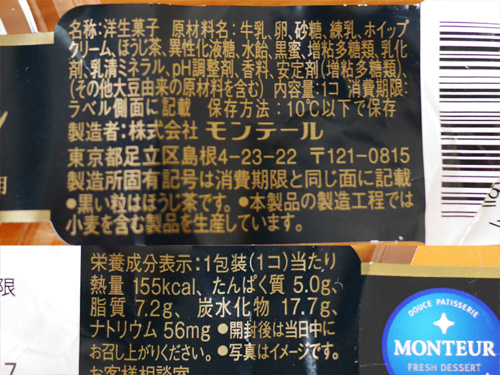 名称:洋生菓子 原材料名:牛乳、卵、砂糖、練乳、ホイップ
クリーム、ほうじ茶、異性化液糖、水飴、黒蜜、増粘多糖類、乳化
剤、乳清ミネラル、pH調整剤、香料、安定剤(増粘多糖類)、
(その他大豆由来の原材料を含む) 内容量:1コ 消費期限:
ラベル側面に記載 保存方法:10℃以下で保存
製造者:株式会社 モンテール
東京都足立区島根4-23-22 〒121-0815
製造所固有記号は消費期限と同じ面に記載
●黒い粒はほうじ茶です。●本製品の製造工程では
小麦を含む製品を生産しています。
用
栄養成分表示:1包装(1コ)当たり
熱量 155kcal、たんぱく質 5.0g、
脂質 7.2g、炭水化物 17.7g、
ナトリウム 56mg ●開封後は当日中に
お召し上がりください。●写真はイメージです。
お客様相談室
限
7
DOUCE PATISSERIE
MONTEUR
FRESH DESSERT